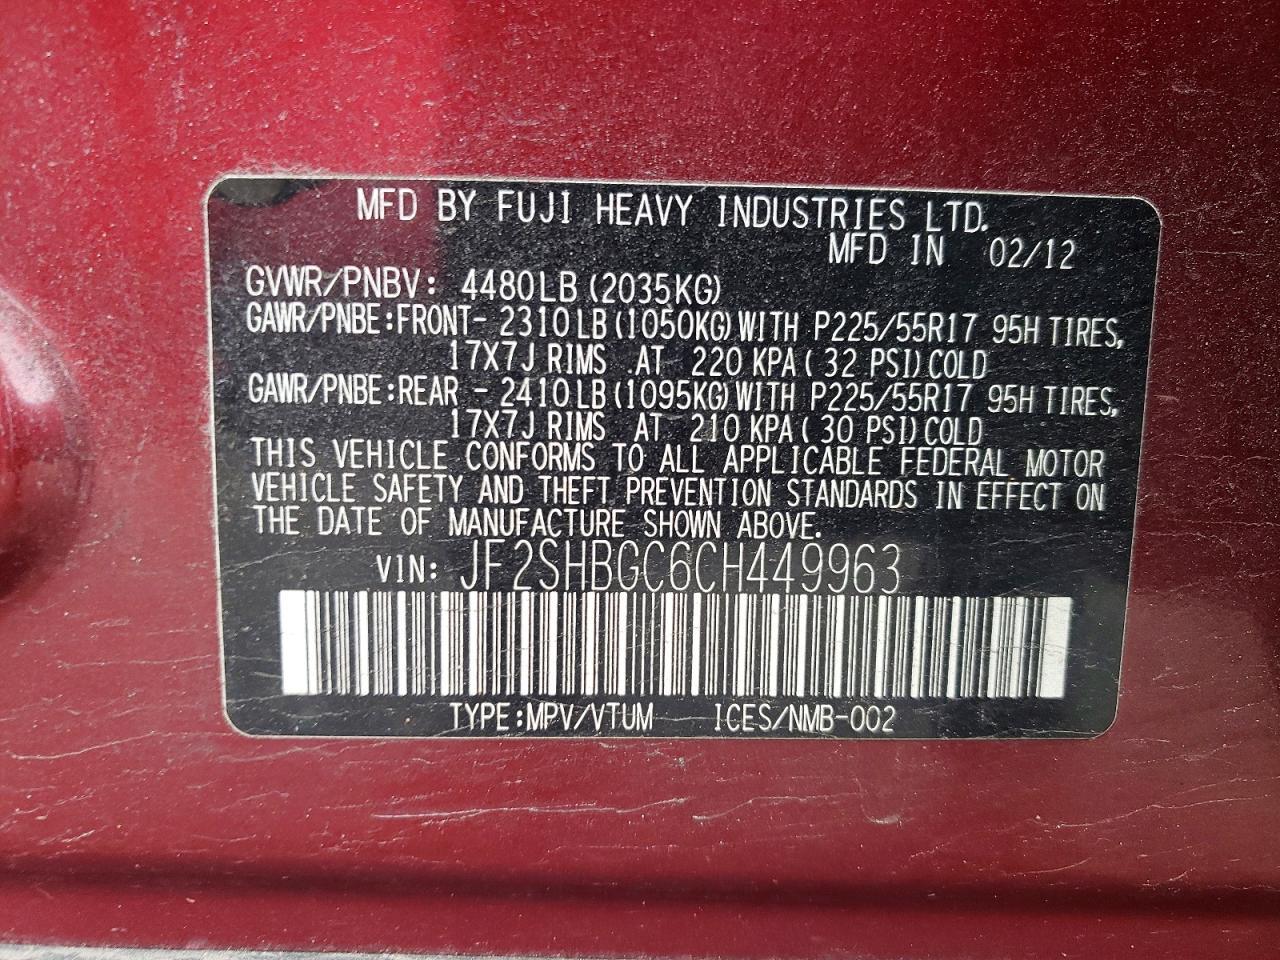 MFD BY FUJI HEAVY INDUSTRIES LTD.
MFD IN 02/12
GVWR/PNBV: 4480LB (2035KG)
GAWR/PNBE:FRONT- 2310LB(1050KG)WITH P225/55R17 95H TIRES,
17X7J RIMS AT 220 KPA( 32 PSI)COLD
GAWR/PNBE:REAR - 2410LB(1095KG)WITH P225/55R17 95H TIRES,
17X7J RIMS AT 210 KPA( 30 PSI)COLD
THIS VEHICLE CONFORMS TO ALL APPLICABLE FEDERAL MOTOR
VEHICLE SAFETY AND THEFT PREVENTION STANDARDS IN EFFECT ON
THE DATE OF MANUFACTURE SHOWN ABOVE.
VIN: JF2SHBGC6CH449963
TYPE:MPV/VTUM ICES/NMB-002